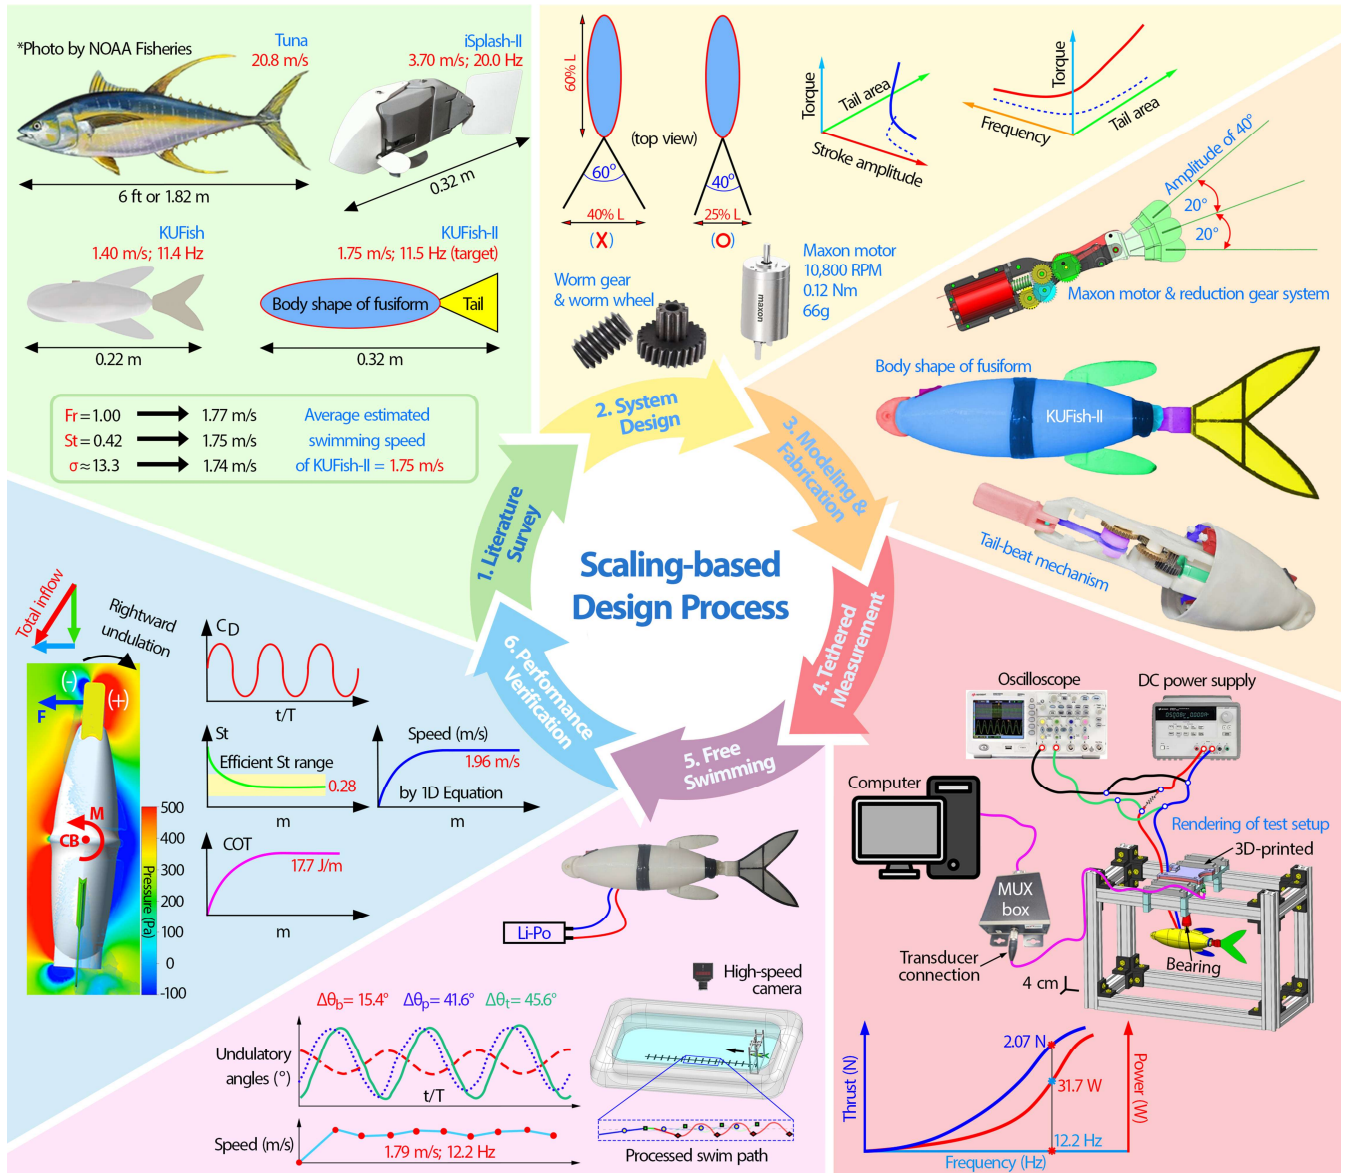 *Photo by NOAA Fisheries
Tuna
20.8 m/s
iSplash-II
3.70 m/s; 20.0 Hz
6 ft or 1.82 m
0.32 m
KUFish
1.40 m/s; 11.4 Hz
0.22 m
KUFish-II
1.75 m/s; 11.5 Hz (target)
Body shape of fusiform
Tail
0.32 m
Fr = 1.00
1.77 m/s
St = 0.42
1.75 m/s
σ ≈ 13.3
1.74 m/s
Average estimated
swimming speed
of KUFish-II = 1.75 m/s
1. Literature
Survey
60% L
60°
40% L
(X)
(top view)
40°
25% L
(O)
Torque
Tail area
Stroke amplitude
Torque
Frequency
Tail area
Worm gear
& worm wheel
maxon
Maxon motor
10,800 RPM
0.12 Nm
66g
2. System
Design
Amplitude of 40°
20°
20°
Maxon motor & reduction gear system
Body shape of fusiform
KUFish-II
Tail-beat mechanism
3. Modeling &
Fabrication
Scaling-based
Design Process
4. Tethered
Measurement
Oscilloscope
DC power supply
Computer
MUX
box
Transducer
connection
Rendering of test setup
3D-printed
Bearing
4 cm
Thrust (N)
2.07 N
31.7 W
12.2 Hz
Frequency (Hz)
Power (W)
5. Free
Swimming
Li-Po
High-speed
camera
Δθb= 15.4° Δθp= 41.6° Δθt= 45.6°
Undulatory
angles (°)
t/T
Speed (m/s)
1.79 m/s; 12.2 Hz
Processed swim path
6. Performance
Verification
Total inflow
Rightward
undulation
(-)
(+)
F
M
CB
500
400
300
200
100
0
-100
Pressure (Pa)
CD
t/T
St
Efficient St range
0.28
m
Speed (m/s)
1.96 m/s
by 1D Equation
m
COT
17.7 J/m
m